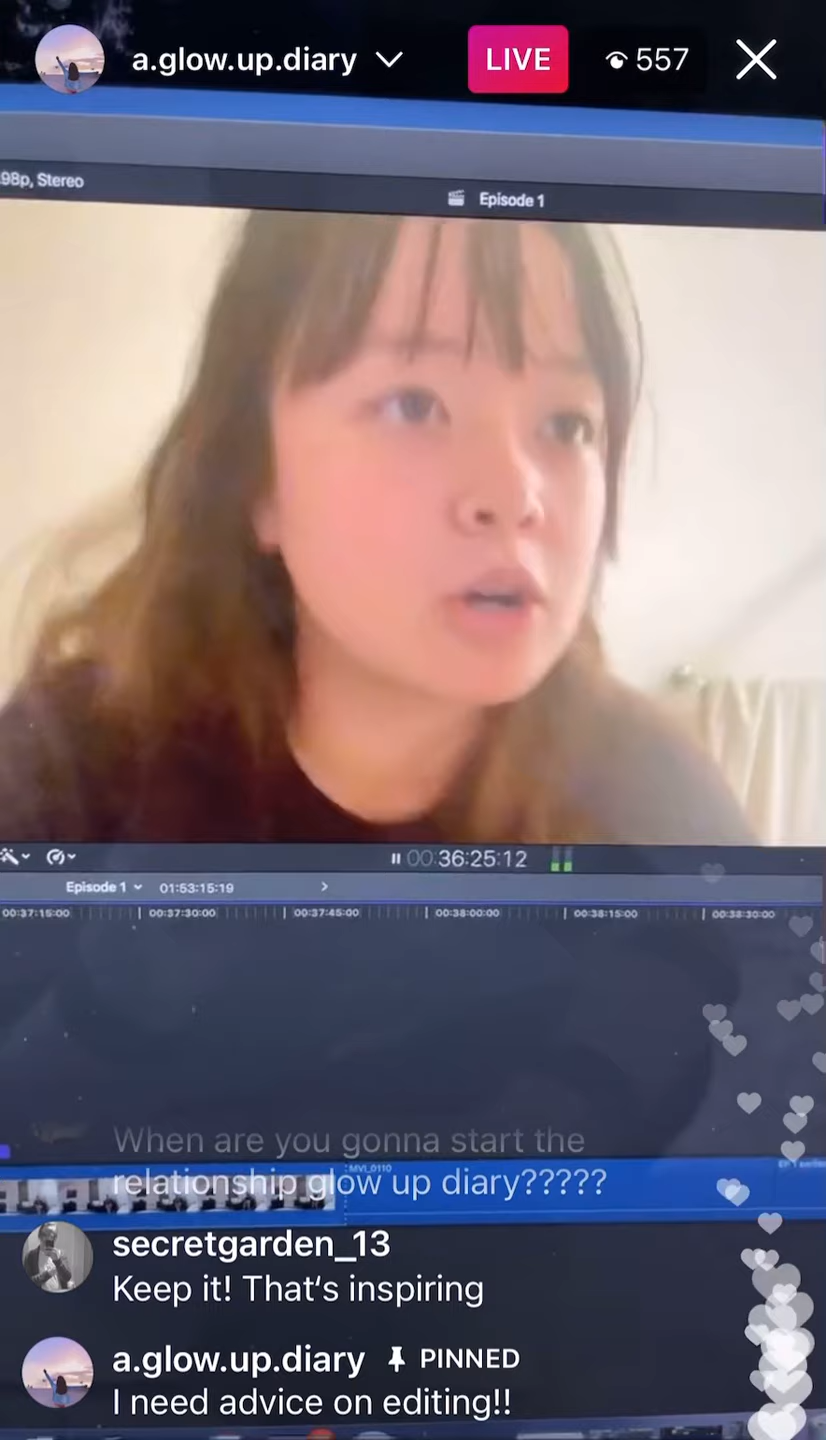 a.glow.up.diary
LIVE
557
98p, Stereo
Episode 1
00:36:25:12
Episode 1
01:53:15:19
00:37:15:00
00:37:30:00
00:37:45:00
00:38:00:00
00:38:15:00
00:38:30:00
When are you gonna start the
MVI_0110
relationship glow up diary?????
secretgarden_13
Keep it! That's inspiring
a.glow.up.diary PINNED
I need advice on editing!!